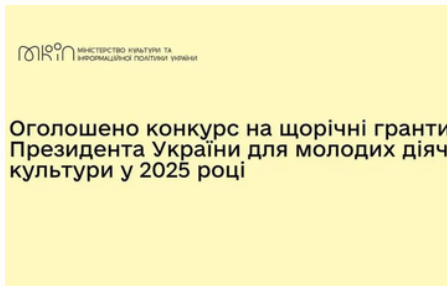 МІНІСТЕРСТВО КУЛЬТУРИ ТА
ІНФОРМАЦІЙНОЇ ПОЛІТИКИ УКРАЇНИ
Оголошено конкурс на щорічні гранти
Президента України для молодих діяч
культури у 2025 році